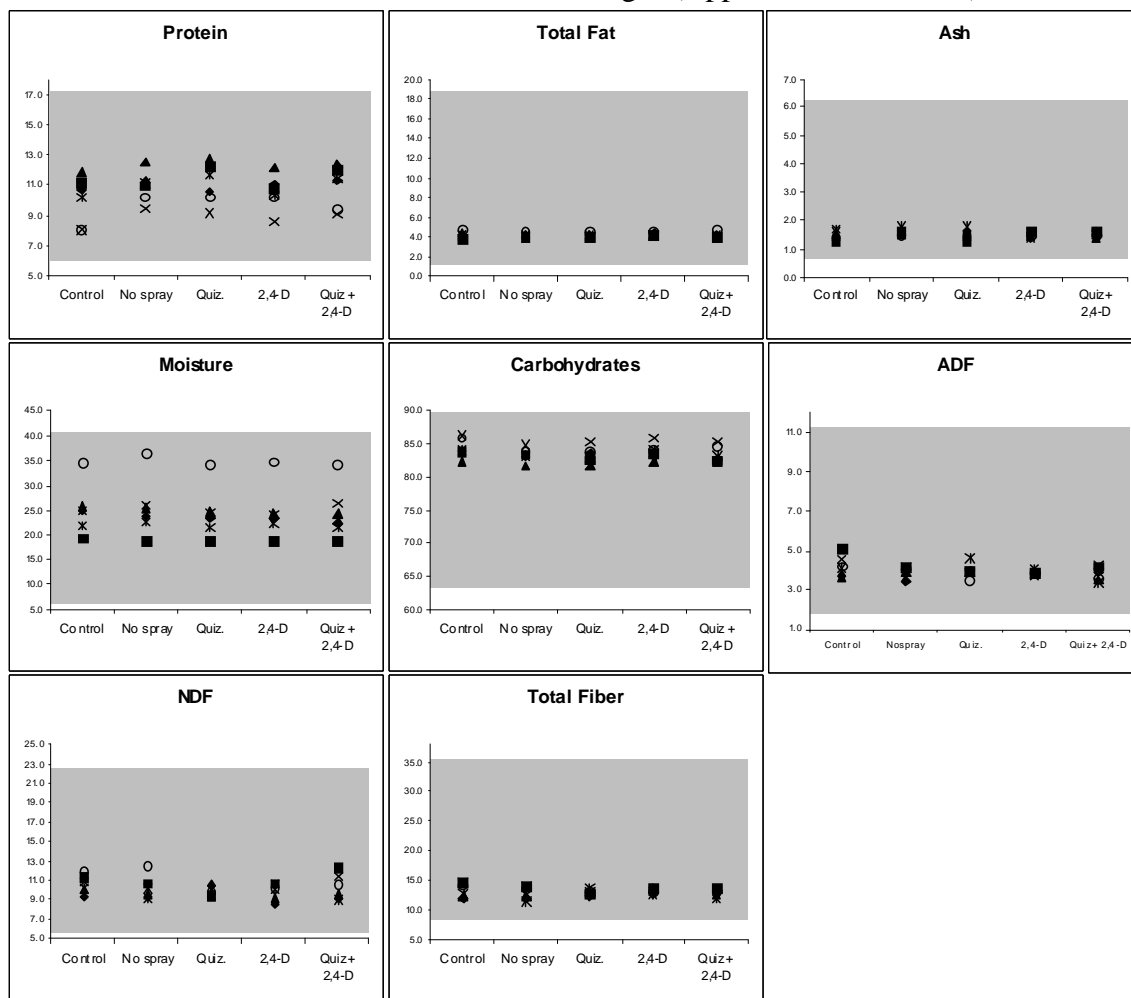 Protein
17.0
15.0
13.0
11.0
9.0
7.0
5.0
Control No spray Quiz. 2,4-D Quiz +
2,4-D
Total Fat
20.0
18.0
16.0
14.0
12.0
10.0
8.0
6.0
4.0
2.0
0.0
Control No spray Quiz. 2,4-D Quiz +
2,4-D
Ash
7.0
6.0
5.0
4.0
3.0
2.0
1.0
0.0
Control No spray Quiz. 2,4-D Quiz+
2,4-D
Moisture
45.0
40.0
35.0
30.0
25.0
20.0
15.0
10.0
5.0
Control No spray Quiz. 2,4-D Quiz +
2,4-D
Carbohydrates
90.0
85.0
80.0
75.0
70.0
65.0
60.0
Control No spray Quiz. 2,4-D Quiz +
2,4-D
ADF
11.0
9.0
7.0
5.0
3.0
1.0
Control Nospray Quiz. 2,4-D Quiz+ 2,4-D
NDF
25.0
23.0
21.0
19.0
17.0
15.0
13.0
11.0
9.0
7.0
5.0
Control No spray Quiz. 2,4-D Quiz+
2,4-D
Total Fiber
35.0
30.0
25.0
20.0
15.0
10.0
5.0
Control No spray Quiz. 2,4-D Quiz +
2,4-D